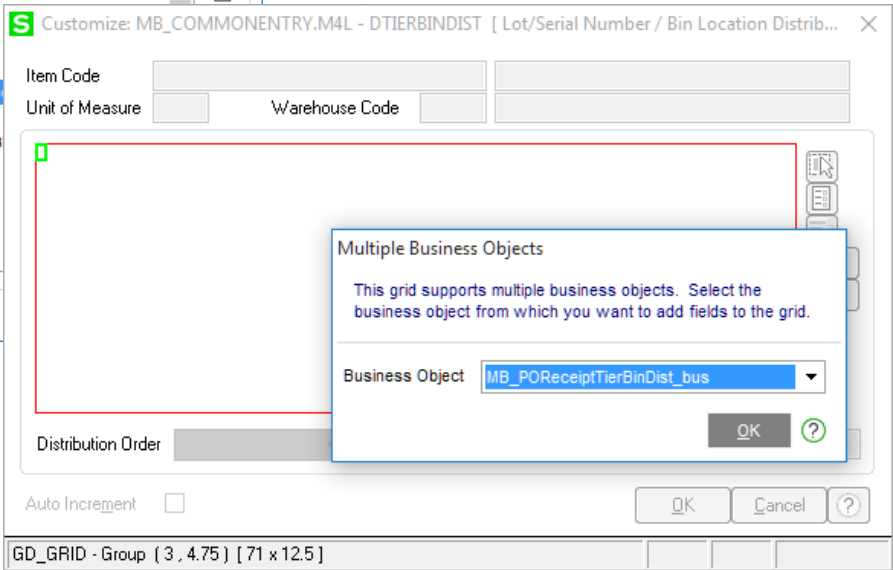 S Customize: MB_COMMONENTRY.M4L - DTIERBINDIST [ Lot/Serial Number / Bin Location Distrib...
Item Code
Unit of Measure Warehouse Code
Multiple Business Objects
This grid supports multiple business objects. Select the
business object from which you want to add fields to the grid.
Business Object MB_POReceiptTierBinDist_bus
OK ?
Distribution Order
Auto Increment OK Cancel ?
GD_GRID - Group ( 3 , 4.75 ) [ 71 x 12.5 ]